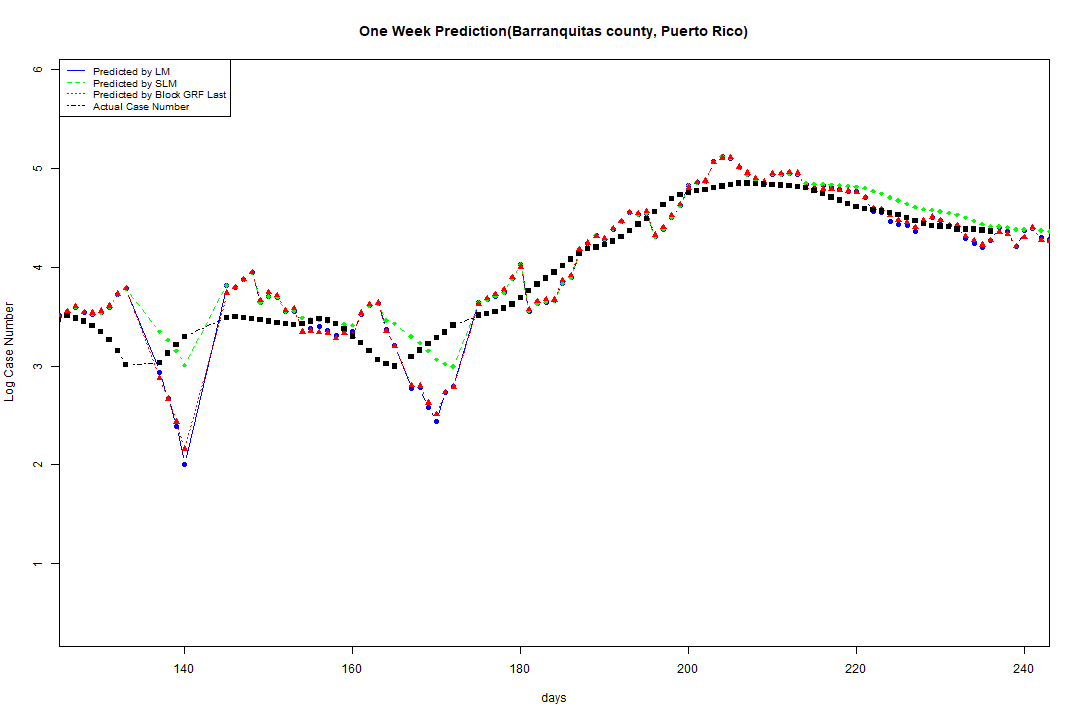 One Week Prediction(Barranquitas county, Puerto Rico)
Predicted by LM
Predicted by SLM
Predicted by Block GRF Last
Actual Case Number
6
5
4
3
2
1
Log Case Number
140 160 180 200 220 240
days